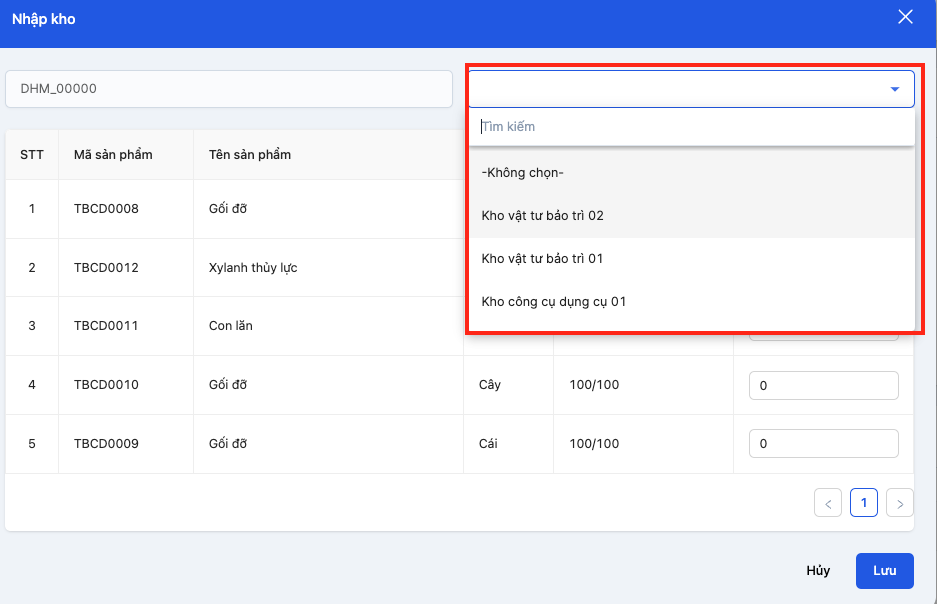 Nhập kho
DHM_00000
Tìm kiếm
-Không chọn-
Kho vật tư bảo trì 02
Kho vật tư bảo trì 01
Kho công cụ dụng cụ 01
STT Mã sản phẩm Tên sản phẩm
1 TBCD0008 Gối đỡ
2 TBCD0012 Xylanh thủy lực
3 TBCD0011 Con lăn
4 TBCD0010 Gối đỡ Cây 100/100 0
5 TBCD0009 Gối đỡ Cái 100/100 0
< 1 >
Hủy Lưu